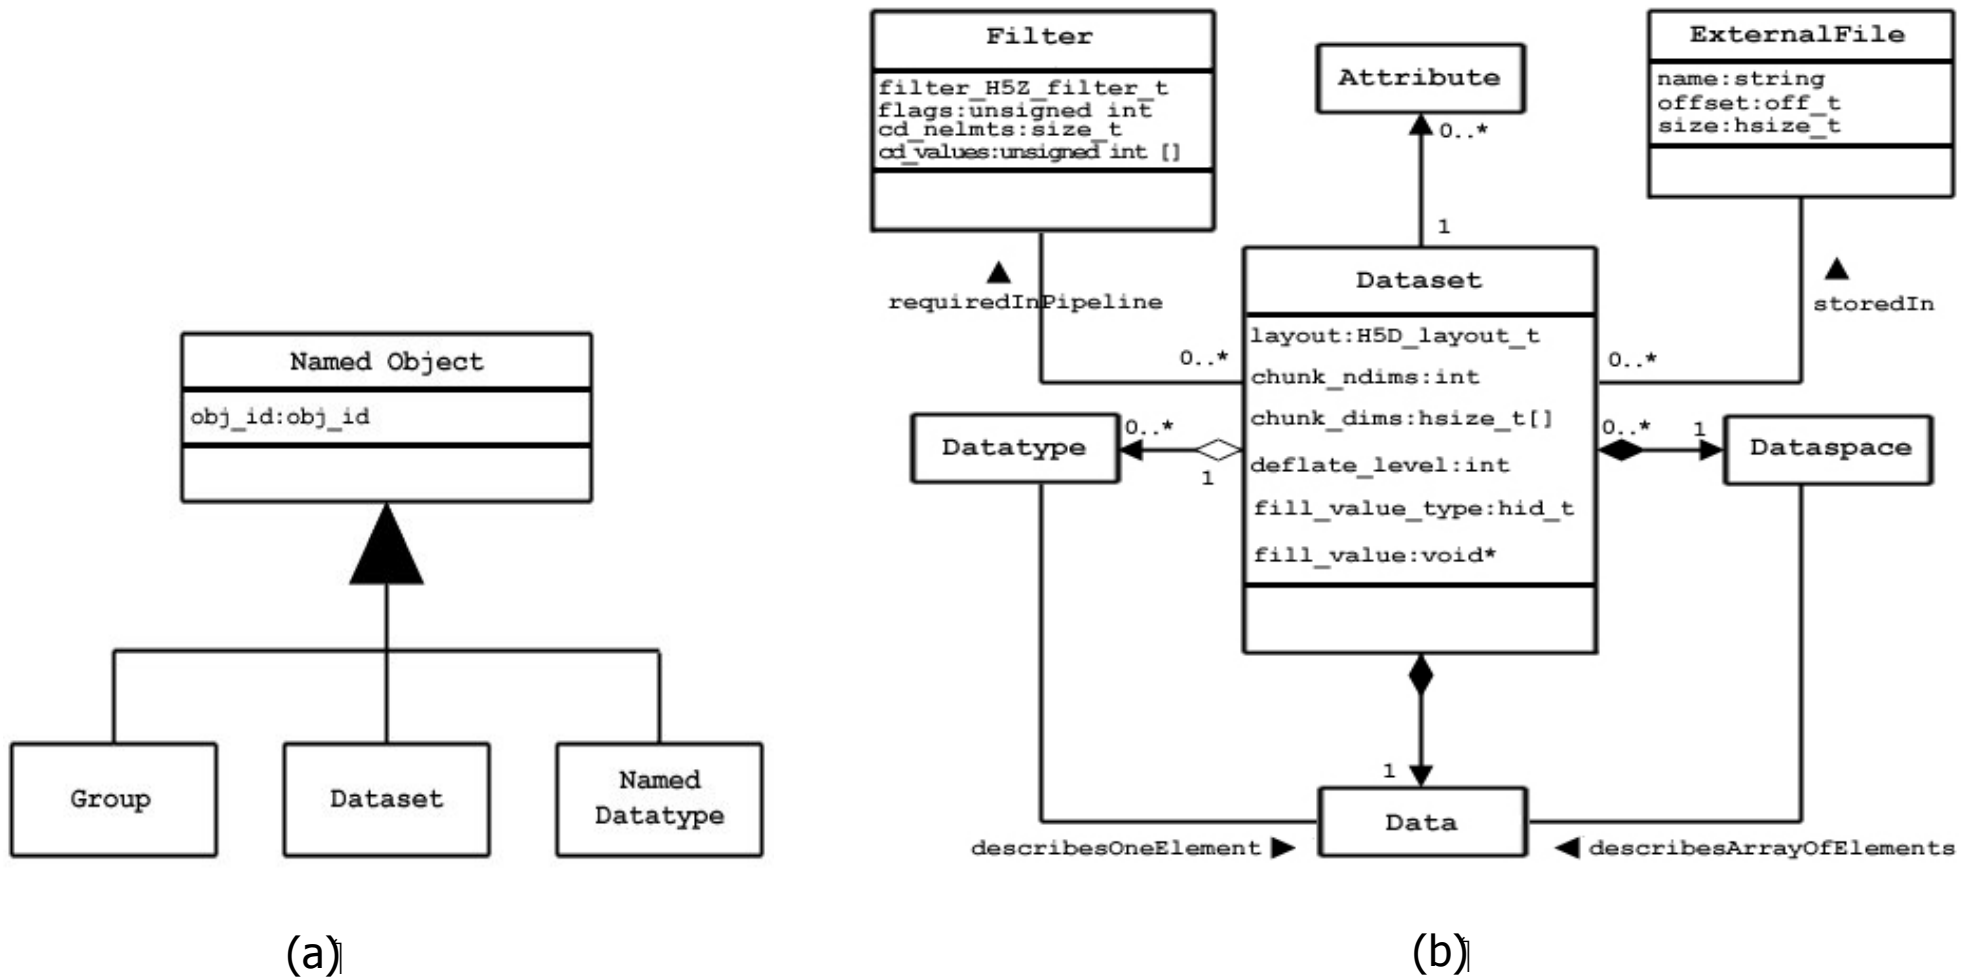 Named Object
obj_id:obj_id
Group
Dataset
Named
Datatype
(a)
Filter
filter_H5Z_filter_t
flags:unsigned int
cd_nelmts:size_t
cd_values:unsigned int []
Attribute
0..*
1
ExternalFile
name:string
offset:off_t
size:hsize_t
requiredInPipeline
0..*
storedIn
0..*
Dataset
layout:H5D_layout_t
chunk_ndims:int
chunk_dims:hsize_t[]
deflate_level:int
fill_value_type:hid_t
fill_value:void*
Datatype
0..*
1
0..*
1
Dataspace
1
Data
describesOneElement
describesArrayOfElements
(b)